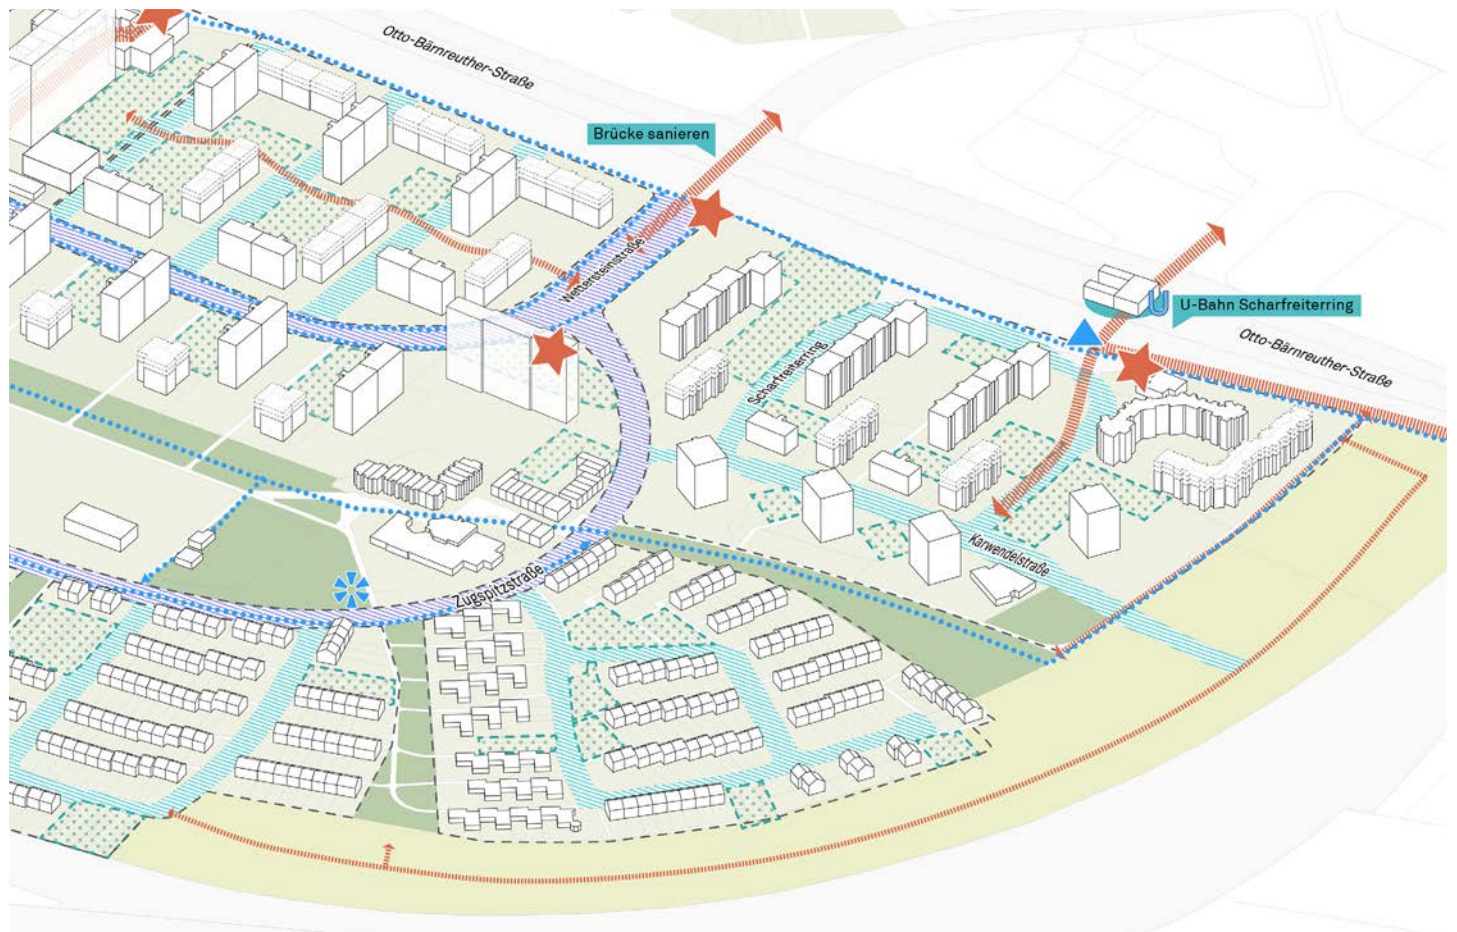 Otto-Bärnreuther-Straße
Brücke sanieren
Wettersteinstraße
U
U-Bahn Scharfreiterring
Otto-Bärnreuther-Straße
Scharfreiterring
Karwendelstraße
Zugspitzstraße